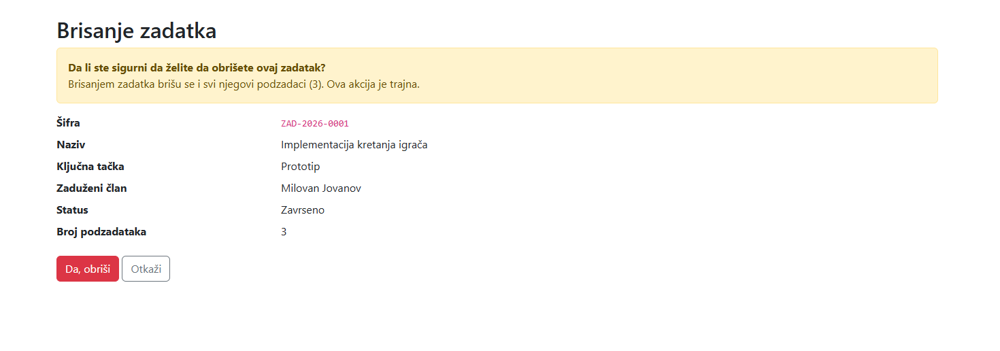 Brisanje zadatka
Da li ste sigurni da želite da obrišete ovaj zadatak?
Brisanjem zadatka brišu se i svi njegovi podzadaci (3). Ova akcija je trajna.
Šifra ZAD-2026-0001
Naziv Implementacija kretanja igrača
Ključna tačka Prototip
Zaduženi član Milovan Jovanov
Status Zavrseno
Broj podzadataka 3
Da, obriši Otkaži